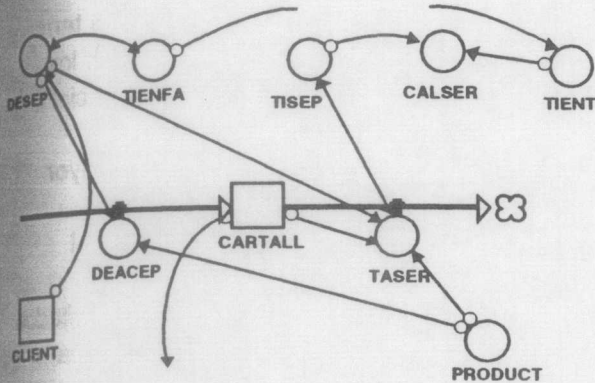 DESEP
TIENFA
TISEP
CALSER
TIENT
CARTALL
DEACEP
TASER
CLIENT
PRODUCT